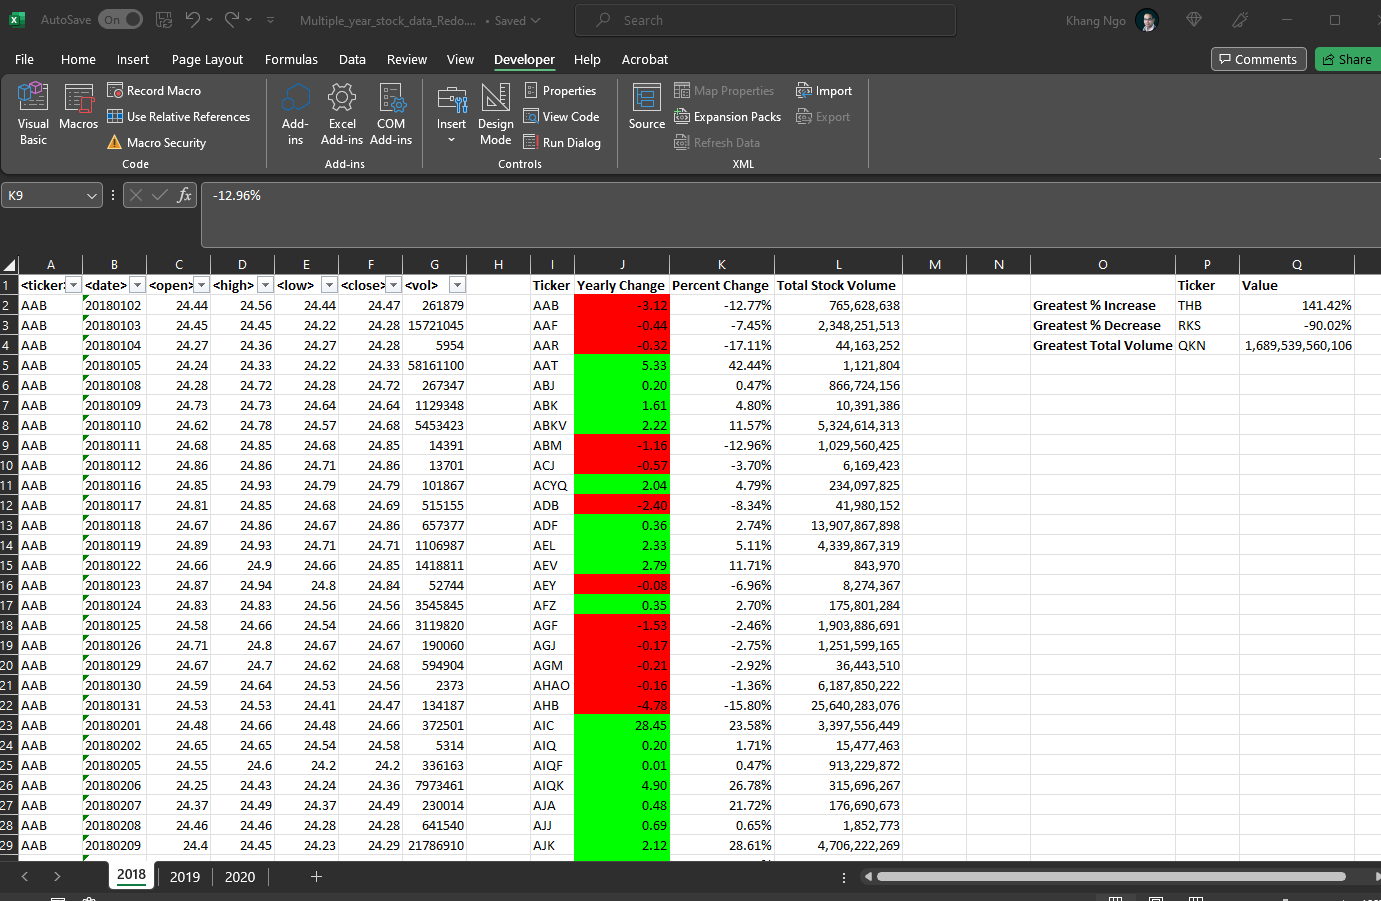 AutoSave On Multiple_year_stock_data_Redo.... • Saved Search Khang Ngo
File Home Insert Page Layout Formulas Data Review View Developer Help Acrobat Comments Share
Visual Basic
Macros
Record Macro
Use Relative References
Macro Security
Code
Add-ins
Excel Add-ins
COM Add-ins
Add-ins
Insert
Design Mode
Properties
View Code
Run Dialog
Controls
Source
Map Properties
Expansion Packs
Refresh Data
Import
Export
XML
K9 fx -12.96%
A B C D E F G H I J K L M N O P Q
1 <ticker> <date> <open> <high> <low> <close> <vol> Ticker Yearly Change Percent Change Total Stock Volume Ticker Value
2 AAB 20180102 24.44 24.56 24.44 24.47 261879 AAB -3.12 -12.77% 765,628,638 Greatest % Increase THB 141.42%
3 AAB 20180103 24.45 24.45 24.22 24.28 15721045 AAF -0.44 -7.45% 2,348,251,513 Greatest % Decrease RKS -90.02%
4 AAB 20180104 24.27 24.36 24.27 24.28 5954 AAR -0.32 -17.11% 44,163,252 Greatest Total Volume QKN 1,689,539,560,106
5 AAB 20180105 24.24 24.33 24.22 24.33 58161100 AAT 5.33 42.44% 1,121,804
6 AAB 20180108 24.28 24.72 24.28 24.72 267347 ABJ 0.20 0.47% 866,724,156
7 AAB 20180109 24.73 24.73 24.64 24.64 1129348 ABK 1.61 4.80% 10,391,386
8 AAB 20180110 24.62 24.78 24.57 24.68 5453423 ABKV 2.22 11.57% 5,324,614,313
9 AAB 20180111 24.68 24.85 24.68 24.85 14391 ABM -1.16 -12.96% 1,029,560,425
10 AAB 20180112 24.86 24.86 24.71 24.86 13701 ACJ -0.57 -3.70% 6,169,423
11 AAB 20180116 24.85 24.93 24.79 24.79 101867 ACYQ 2.04 4.79% 234,097,825
12 AAB 20180117 24.81 24.85 24.68 24.69 515155 ADB -2.40 -8.34% 41,980,152
13 AAB 20180118 24.67 24.86 24.67 24.86 657377 ADF 0.36 2.74% 13,907,867,898
14 AAB 20180119 24.89 24.93 24.71 24.71 1106987 AEL 2.33 5.11% 4,339,867,319
15 AAB 20180122 24.66 24.9 24.66 24.85 1418811 AEV 2.79 11.71% 843,970
16 AAB 20180123 24.87 24.94 24.8 24.84 52744 AEY -0.08 -6.96% 8,274,367
17 AAB 20180124 24.83 24.83 24.56 24.56 3545845 AFZ 0.35 2.70% 175,801,284
18 AAB 20180125 24.58 24.66 24.54 24.66 3119820 AGF -1.53 -2.46% 1,903,886,691
19 AAB 20180126 24.71 24.8 24.67 24.67 190060 AGJ -0.17 -2.75% 1,251,599,165
20 AAB 20180129 24.67 24.7 24.62 24.68 594904 AGM -0.21 -2.92% 36,443,510
21 AAB 20180130 24.59 24.64 24.53 24.56 2373 AHAO -0.16 -1.36% 6,187,850,222
22 AAB 20180131 24.53 24.53 24.41 24.47 134187 AHB -4.78 -15.80% 25,640,283,076
23 AAB 20180201 24.48 24.66 24.48 24.66 372501 AIC 28.45 23.58% 3,397,556,449
24 AAB 20180202 24.65 24.65 24.54 24.58 5314 AIQ 0.20 1.71% 15,477,463
25 AAB 20180205 24.55 24.6 24.2 24.2 336163 AIQF 0.01 0.47% 913,229,872
26 AAB 20180206 24.25 24.43 24.24 24.36 7973461 AIQK 4.90 26.78% 315,696,267
27 AAB 20180207 24.37 24.49 24.37 24.49 230014 AJA 0.48 21.72% 176,690,673
28 AAB 20180208 24.46 24.46 24.28 24.28 641540 AJJ 0.69 0.65% 1,852,773
29 AAB 20180209 24.4 24.45 24.23 24.29 21786910 AJK 2.12 28.61% 4,706,222,269
2018 2019 2020